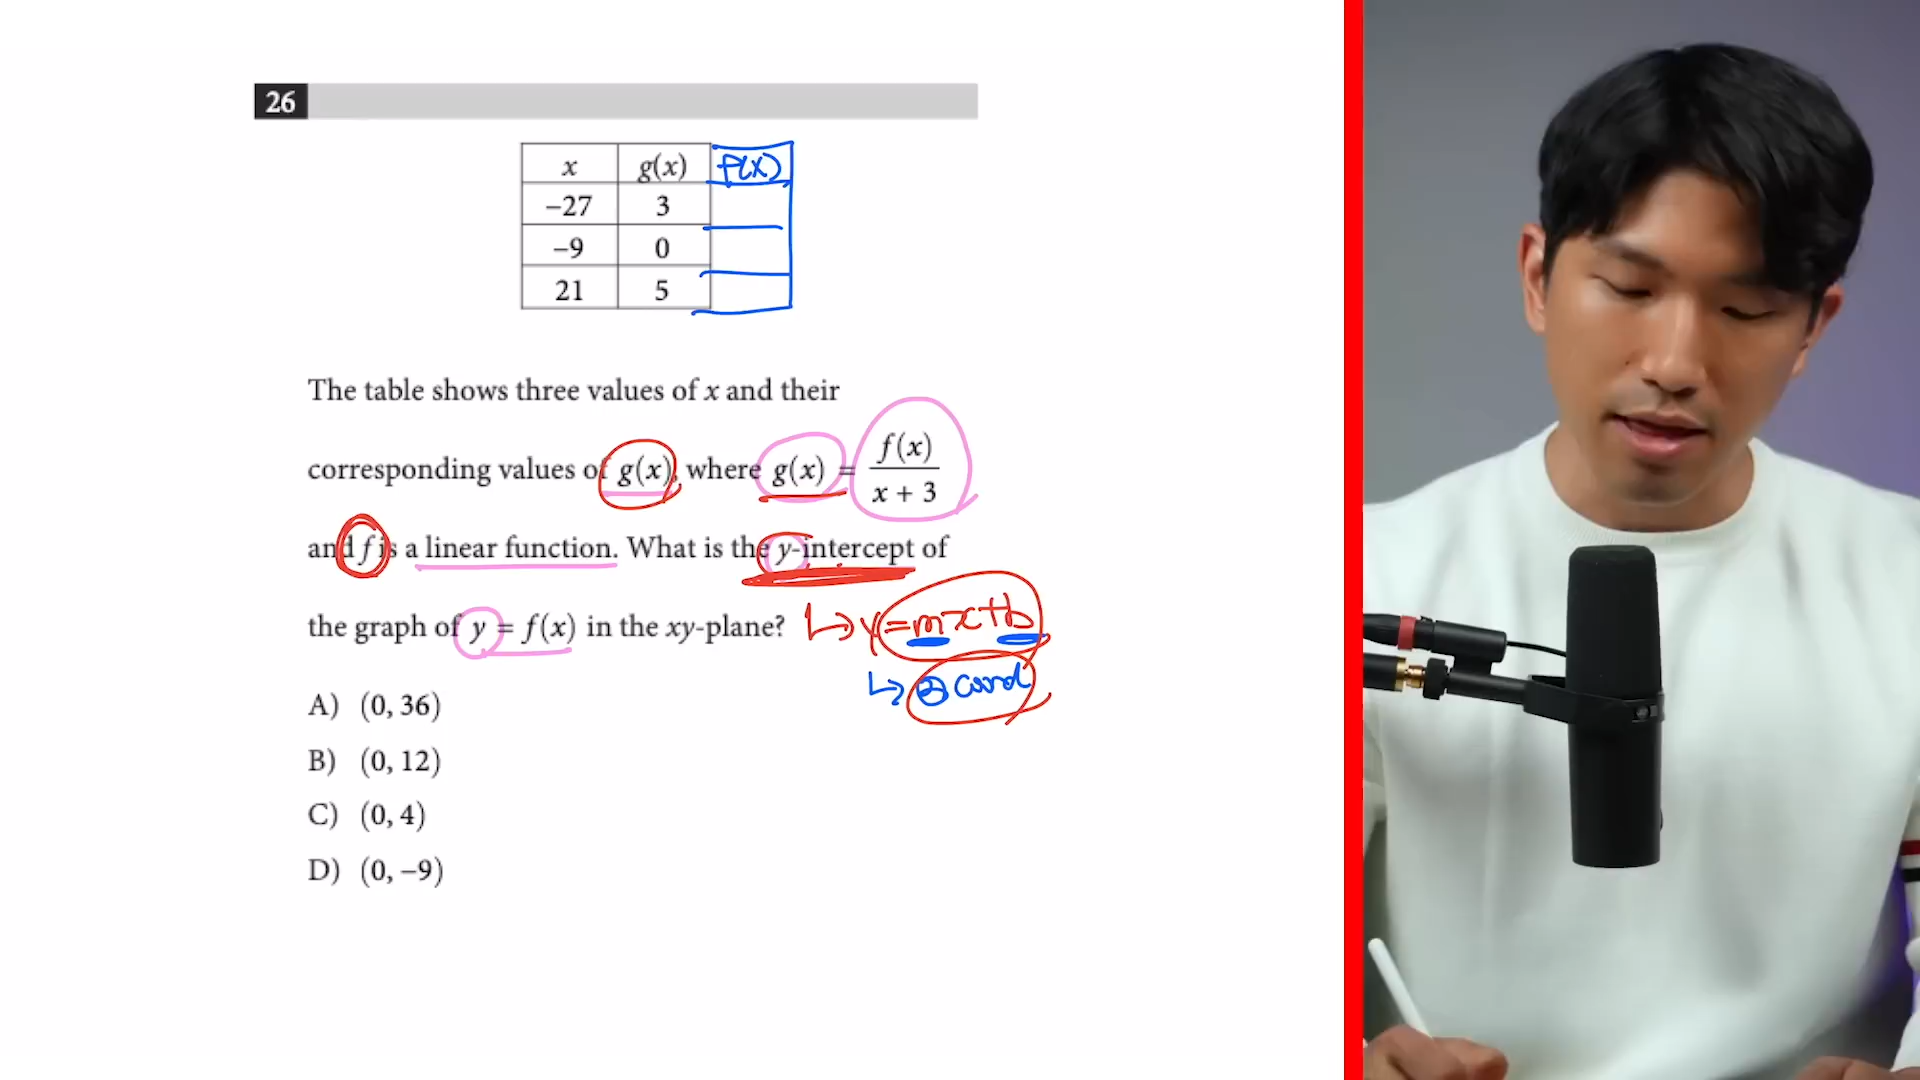 26
x g(x) f(x)
−27 3
−9 0
21 5
The table shows three values of x and their
corresponding values of g(x), where g(x) = f(x) / x + 3
and f is a linear function. What is the y-intercept of
the graph of y = f(x) in the xy-plane? ↳ y = mx + b
↳ ② coord
A) (0, 36)
B) (0, 12)
C) (0, 4)
D) (0, −9)